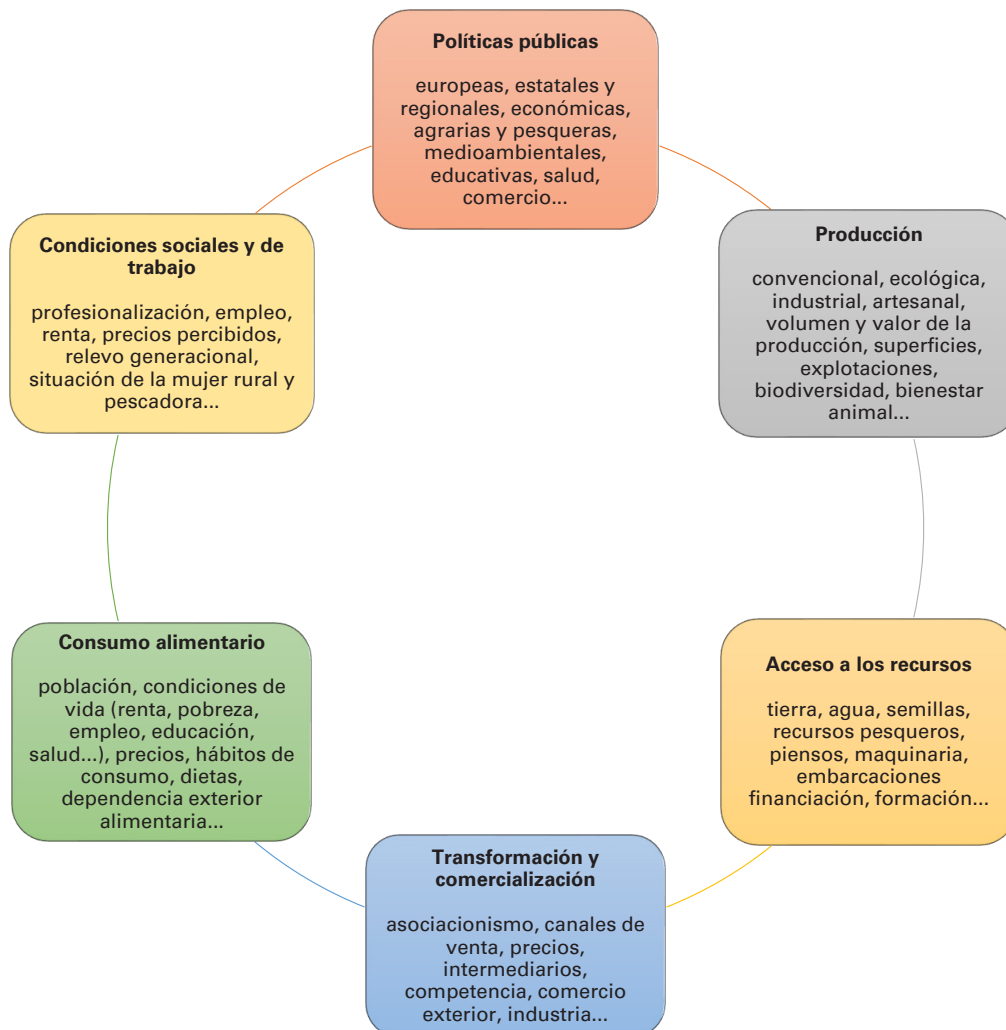 Políticas públicas
europeas, estatales y
regionales, económicas,
agrarias y pesqueras,
medioambientales,
educativas, salud,
comercio...
Producción
convencional, ecológica,
industrial, artesanal,
volumen y valor de la
producción, superficies,
explotaciones,
biodiversidad, bienestar
animal...
Acceso a los recursos
tierra, agua, semillas,
recursos pesqueros,
piensos, maquinaria,
embarcaciones
financiación, formación...
Transformación y
comercialización
asociacionismo, canales de
venta, precios,
intermediarios,
competencia, comercio
exterior, industria...
Consumo alimentario
población, condiciones de
vida (renta, pobreza,
empleo, educación,
salud...), precios, hábitos de
consumo, dietas,
dependencia exterior
alimentaria...
Condiciones sociales y de
trabajo
profesionalización, empleo,
renta, precios percibidos,
relevo generacional,
situación de la mujer rural y
pescadora...